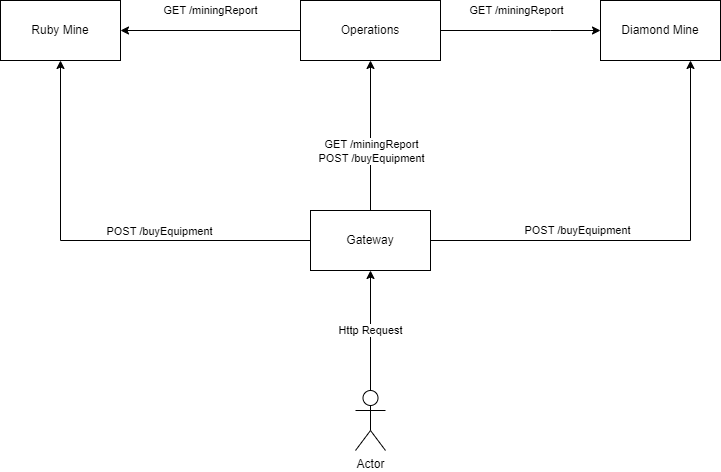 GET /miningReport
GET /miningReport
Ruby Mine
Operations
Diamond Mine
GET /miningReport
POST /buyEquipment
POST /buyEquipment
POST /buyEquipment
Gateway
Http Request
Actor